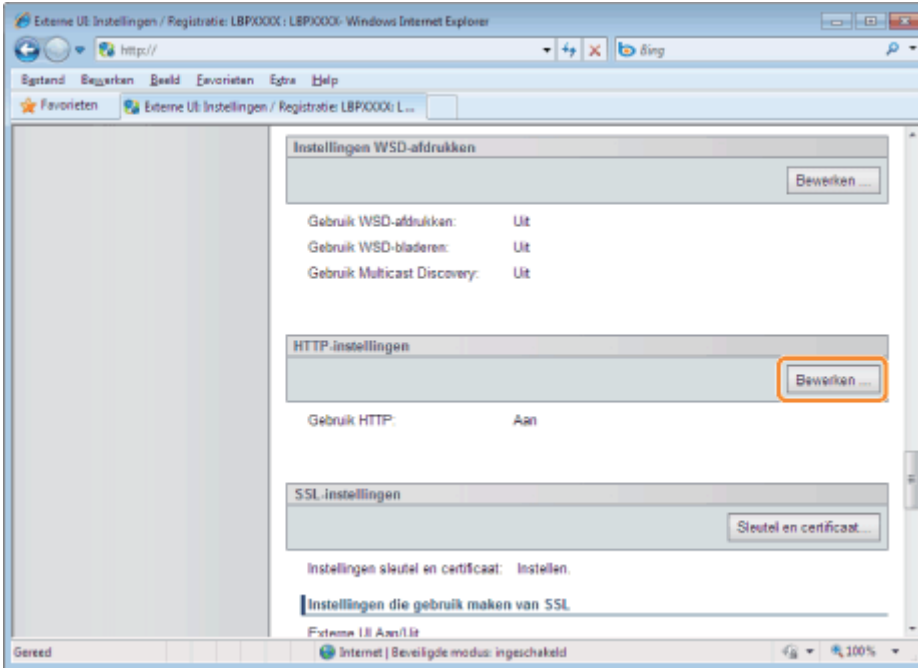 Externe UI: Instellingen / Registratie: LBPXXXX : LBPXXXX- Windows Internet Explorer
http://
Bing
Bestand Bewerken Beeld Favorieten Extra Help
Favorieten
Externe UI: Instellingen / Registratie: LBPXXXX: L...
Instellingen WSD-afdrukken
Bewerken ...
Gebruik WSD-afdrukken: Uit
Gebruik WSD-bladeren: Uit
Gebruik Multicast Discovery: Uit
HTTP-instellingen
Bewerken ...
Gebruik HTTP: Aan
SSL-instellingen
Sleutel en certificaat...
Instellingen sleutel en certificaat: Instellen.
Instellingen die gebruik maken van SSL
Externe UI Aan/Uit
Gereed
Internet | Beveiligde modus: ingeschakeld
100%